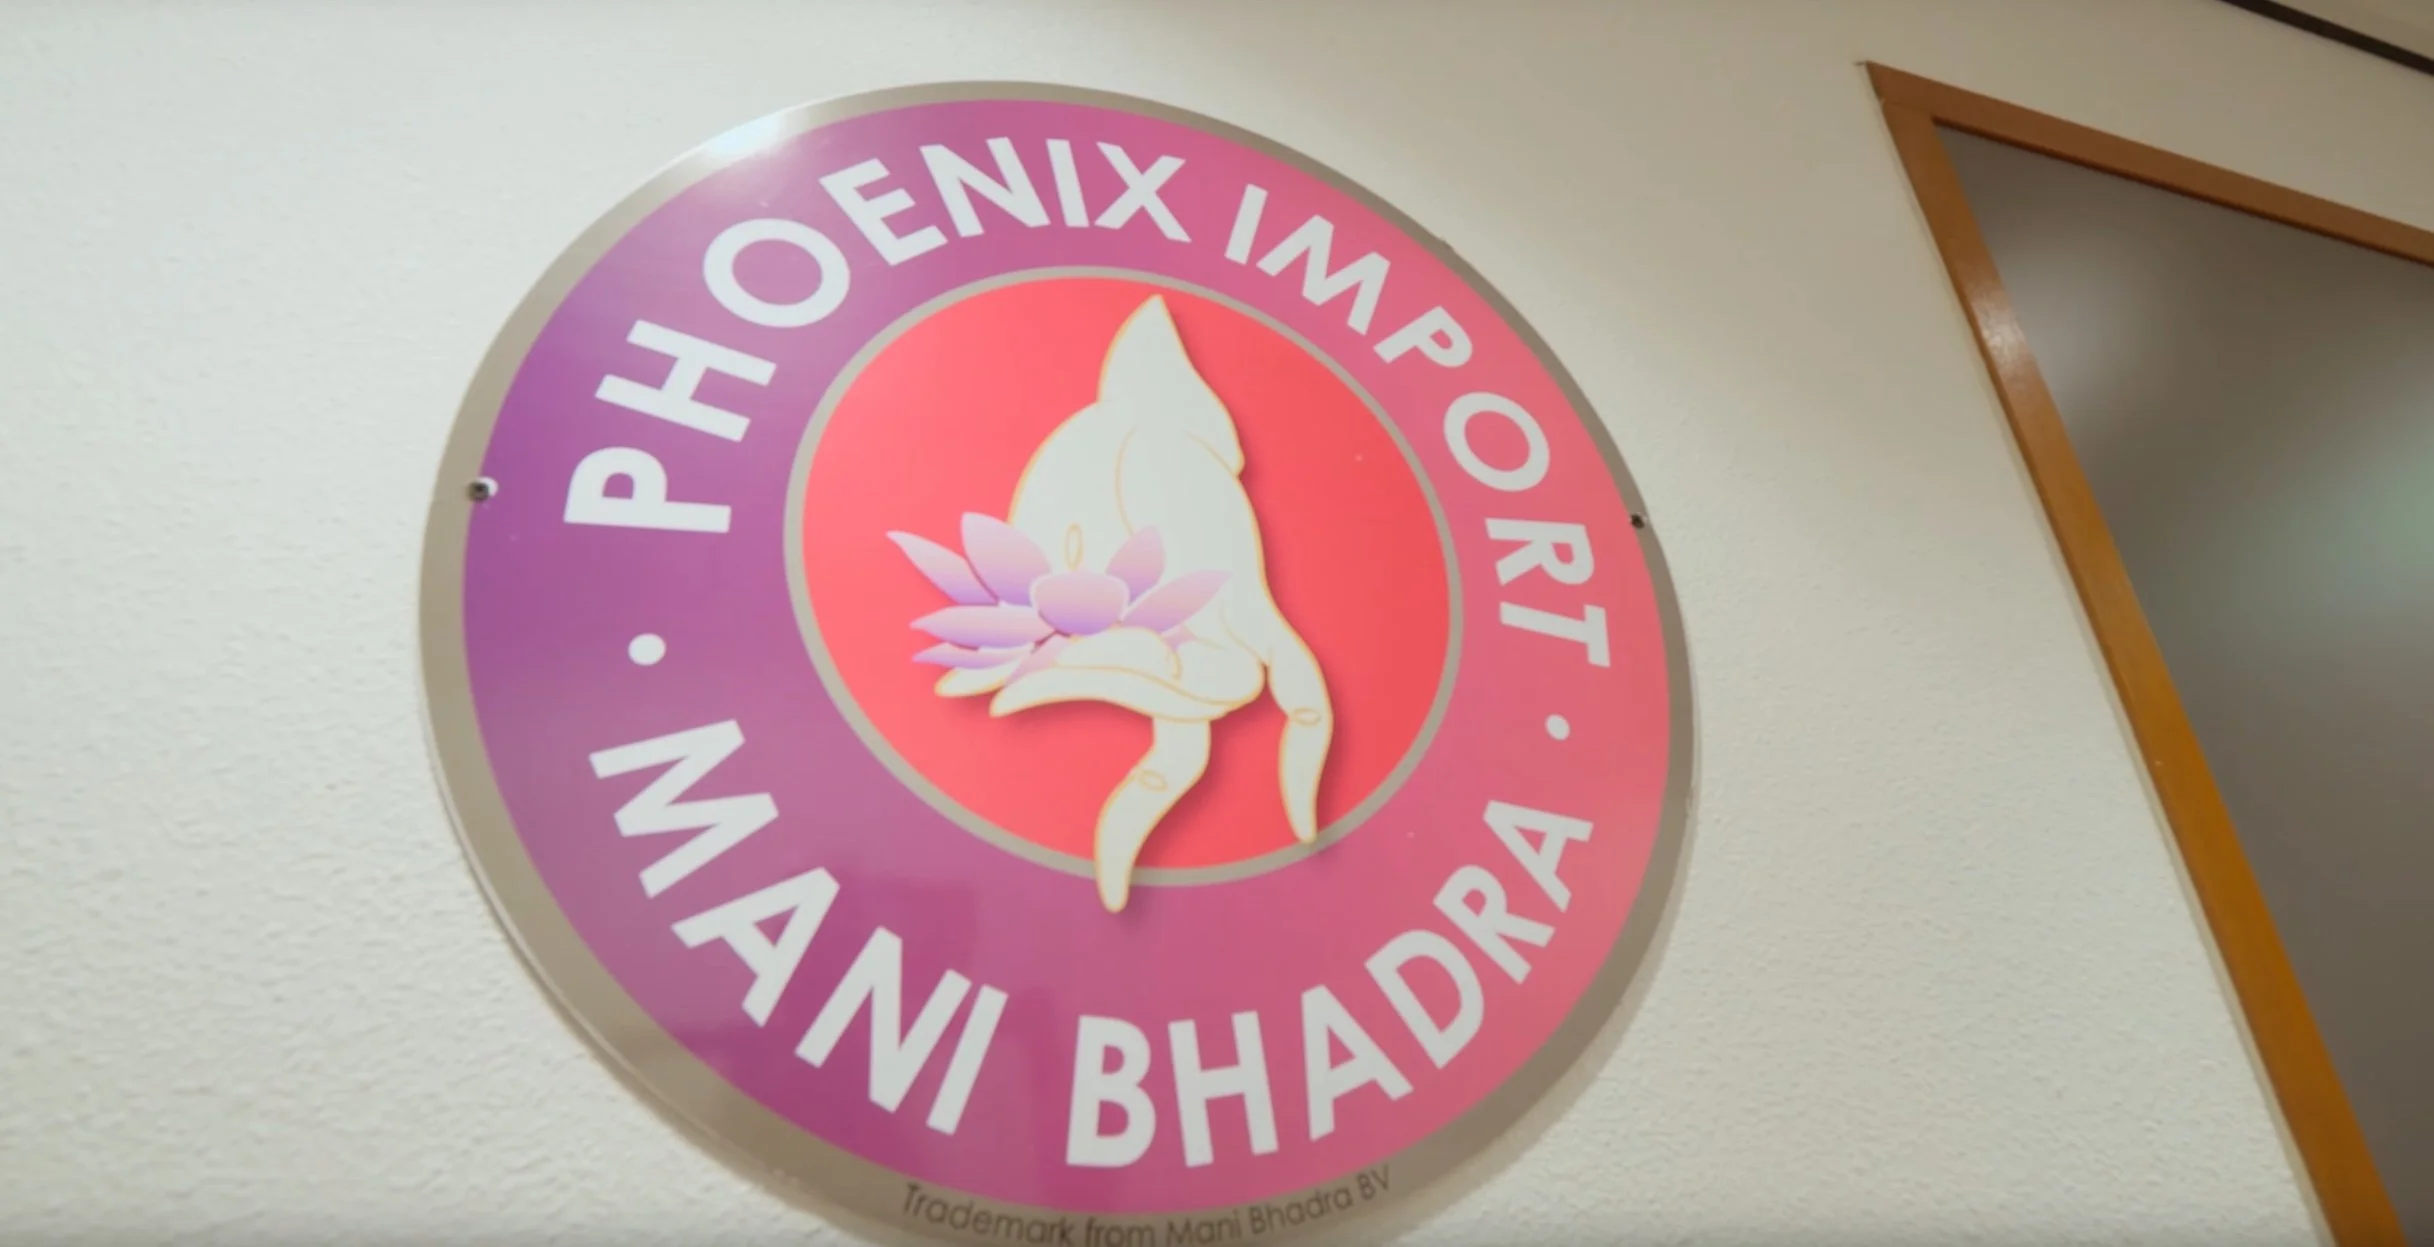 PHOENIX IMPORT
• MANI BHADRA •
Trademark from Mani Bhadra BV